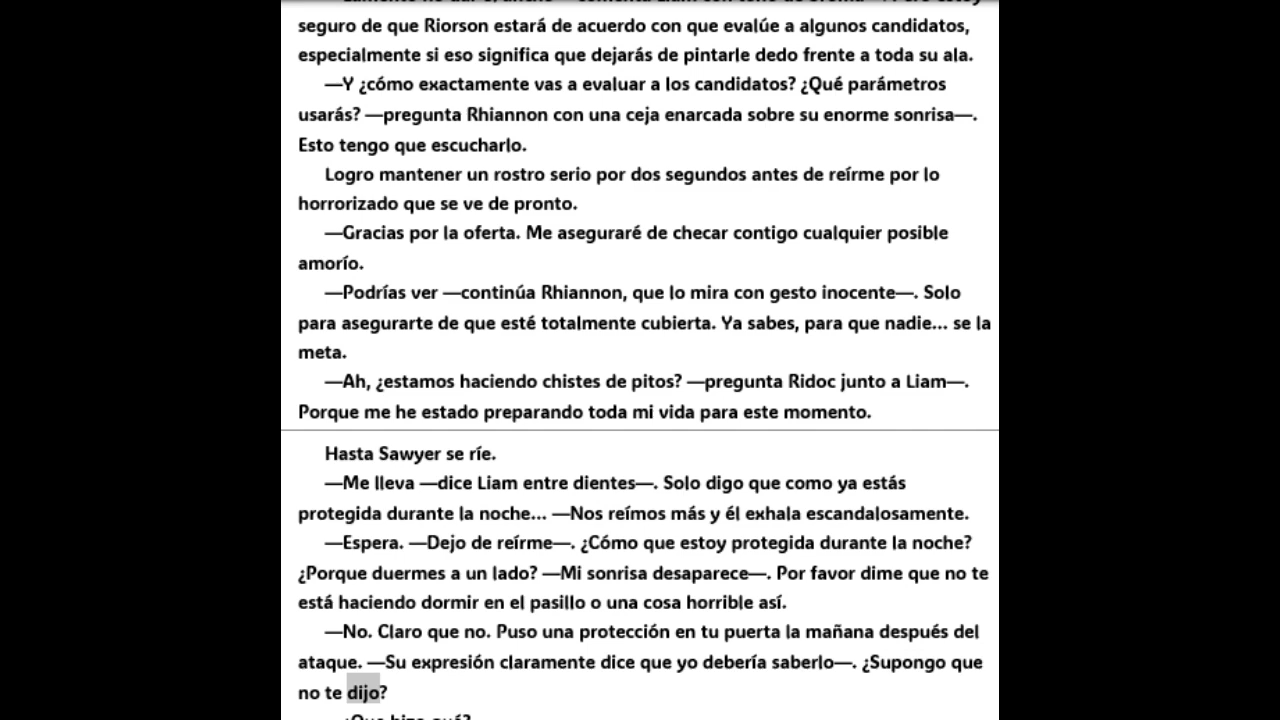 seguro de que Riorson estará de acuerdo con que evalúe a algunos candidatos,
especialmente si eso significa que dejarás de pintarle dedo frente a toda su ala.
—Y ¿cómo exactamente vas a evaluar a los candidatos? ¿Qué parámetros
usarás? —pregunta Rhiannon con una ceja enarcada sobre su enorme sonrisa—.
Esto tengo que escucharlo.
Logro mantener un rostro serio por dos segundos antes de reírme por lo
horrorizado que se ve de pronto.
—Gracias por la oferta. Me aseguraré de checar contigo cualquier posible
amorío.
—Podrías ver —continúa Rhiannon, que lo mira con gesto inocente—. Solo
para asegurarte de que esté totalmente cubierta. Ya sabes, para que nadie... se la
meta.
—Ah, ¿estamos haciendo chistes de pitos? —pregunta Ridoc junto a Liam—.
Porque me he estado preparando toda mi vida para este momento.
Hasta Sawyer se ríe.
—Me lleva —dice Liam entre dientes—. Solo digo que como ya estás
protegida durante la noche... —Nos reímos más y él exhala escandalosamente.
—Espera. —Dejo de reírme—. ¿Cómo que estoy protegida durante la noche?
¿Porque duermes a un lado? —Mi sonrisa desaparece—. Por favor dime que no te
está haciendo dormir en el pasillo o una cosa horrible así.
—No. Claro que no. Puso una protección en tu puerta la mañana después del
ataque. —Su expresión claramente dice que yo debería saberlo—. ¿Supongo que
no te dijo?